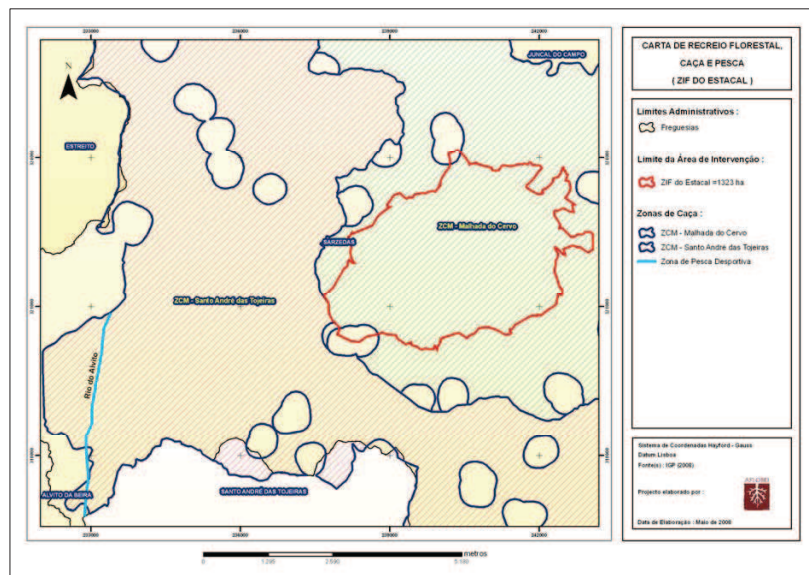 CARTA DE RECREIO FLORESTAL,
CAÇA E PESCA
( ZIF DO ESTACAL )
Limites Administrativos :
Freguesias
Limite da Área de Intervenção :
ZIF do Estacal =1323 ha
Zonas de Caça :
ZCM - Malhada do Cervo
ZCM - Santo André das Tojeiras
Zona de Pesca Desportiva
Sistema de Coordenadas Hayford - Gauss
Datum Lisboa
Fonte(s) : IGP (2008)
Projecto elaborado por :
Data de Elaboração : Maio de 2008
N
JUNCAL DO CAMPO
ESTREITO
ZCM - Malhada do Cervo
SARZEDAS
ZCM - Santo André das Tojeiras
Rio do Alvito
ALVITO DA BEIRA
SANTO ANDRÉ DAS TOJEIRAS
metros